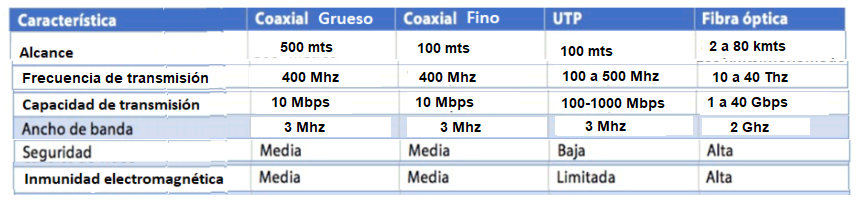 Característica Coaxial Grueso Coaxial Fino UTP Fibra óptica
Alcance 500 mts 100 mts 100 mts 2 a 80 kmts
Frecuencia de transmisión 400 Mhz 400 Mhz 100 a 500 Mhz 10 a 40 Thz
Capacidad de transmisión 10 Mbps 10 Mbps 100-1000 Mbps 1 a 40 Gbps
Ancho de banda 3 Mhz 3 Mhz 3 Mhz 2 Ghz
Seguridad Media Media Baja Alta
Inmunidad electromagnética Media Media Limitada Alta